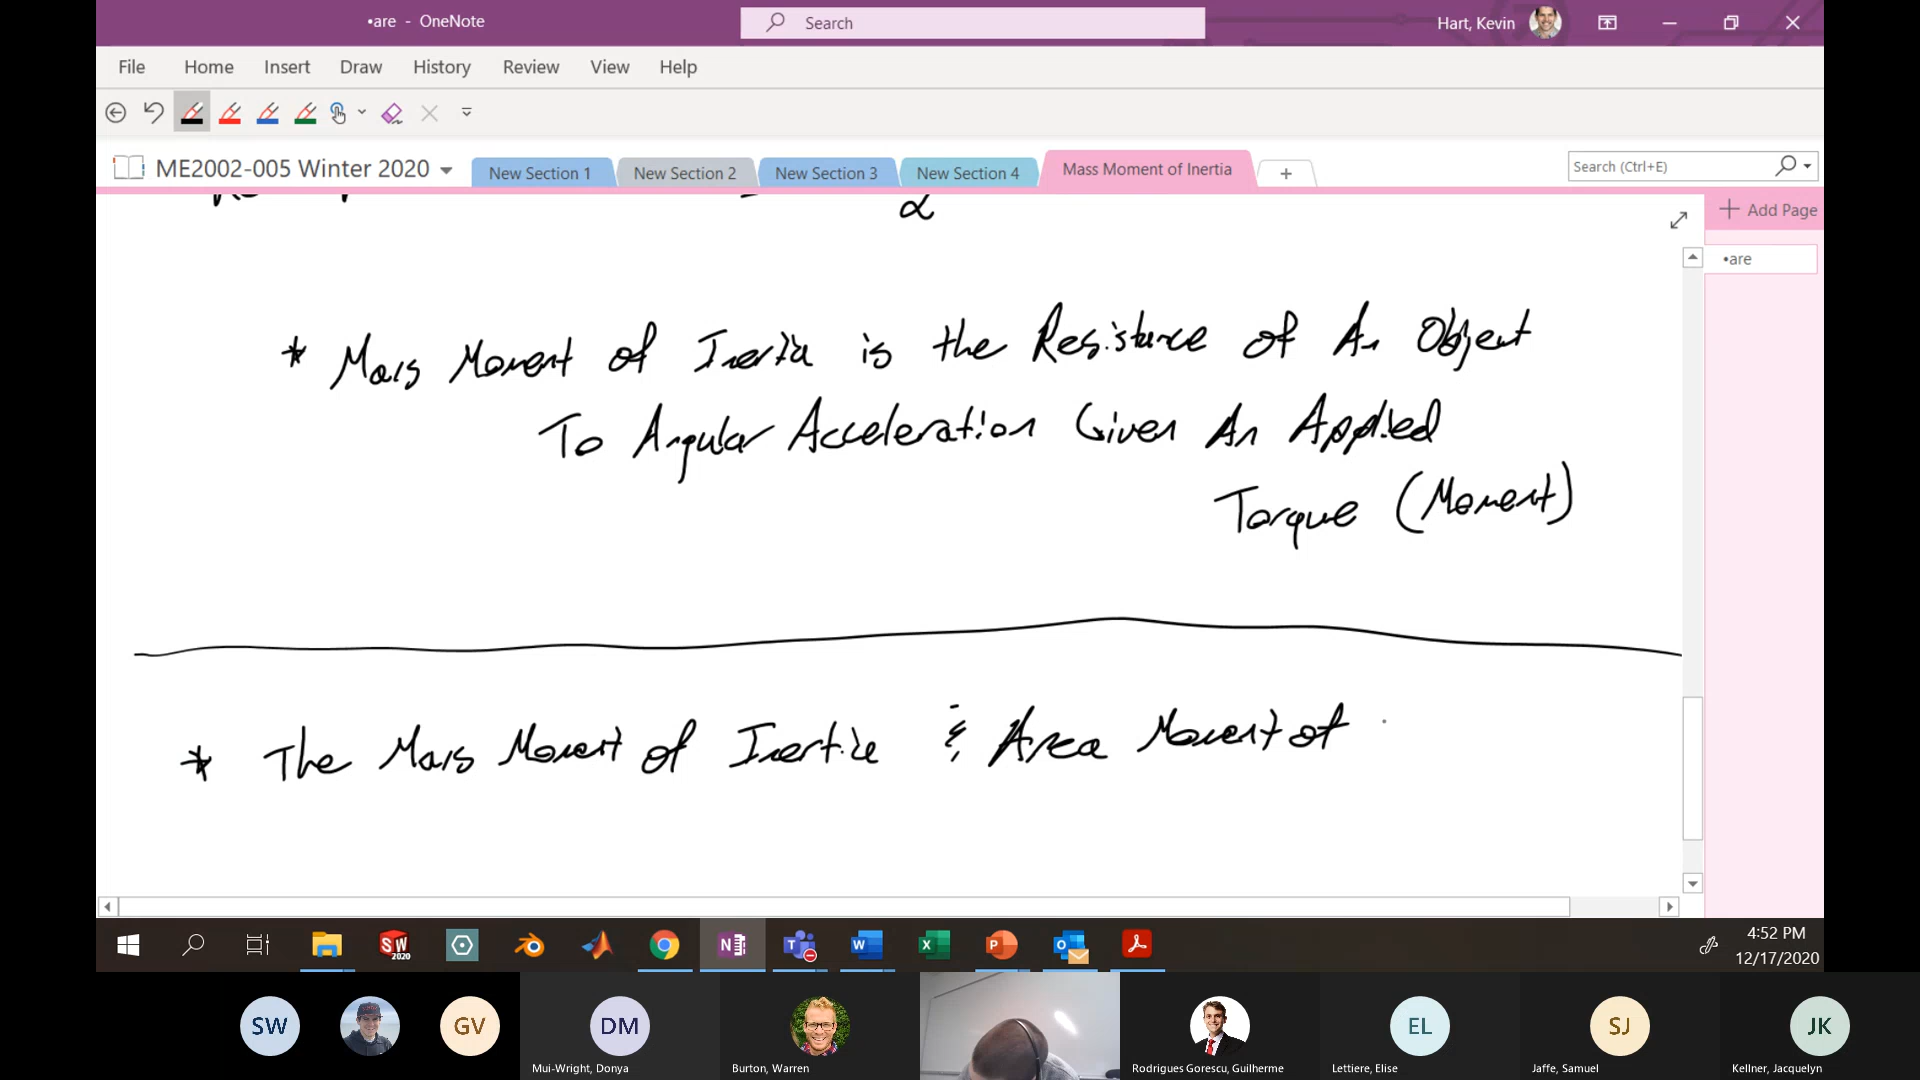 •are - OneNote
Search
Hart, Kevin
File Home Insert Draw History Review View Help
ME2002-005 Winter 2020
New Section 1
New Section 2
New Section 3
New Section 4
Mass Moment of Inertia
+
Search (Ctrl+E)
Add Page
•are
α
* Mass Moment of Inertia is the Resistance of An Object
To Angular Acceleration Given An Applied
Torque (Moment)
* The Mass Moment of Inertia & Area Moment of
SW
2020
4:52 PM
12/17/2020
SW
GV
DM
EL
SJ
JK
Mui-Wright, Donya
Burton, Warren
Rodrigues Gorescu, Guilherme
Lettiere, Elise
Jaffe, Samuel
Kellner, Jacquelyn